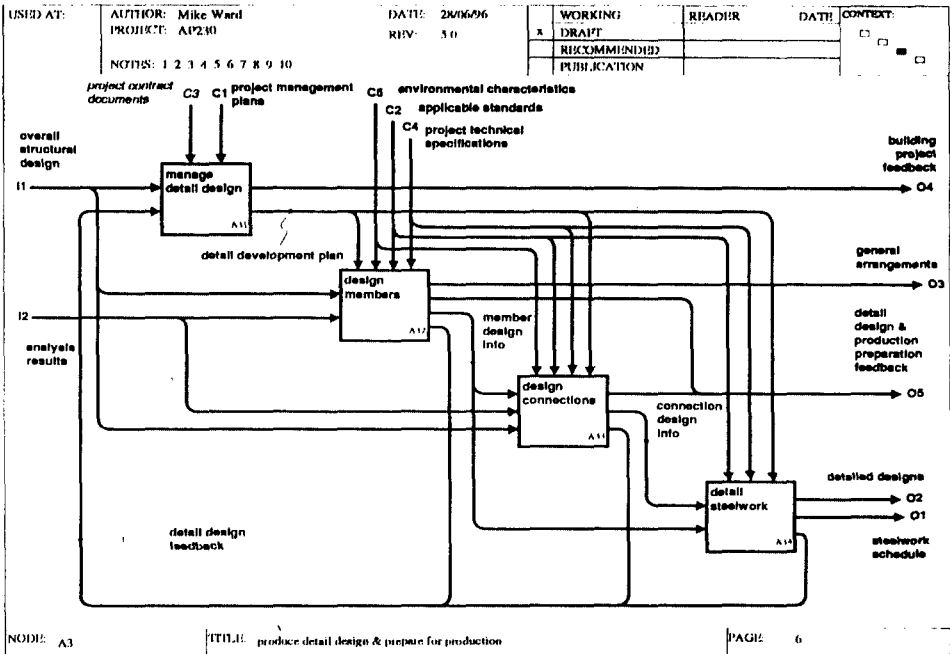 USED AT:
AUTHOR: Mike Ward
DATE: 28/06/96
WORKING
READER
DATE
CONTEXT:
PROJECT: AP230
REV: 5.0
x DRAFT
RECOMMENDED
NOTES: 1 2 3 4 5 6 7 8 9 10
PUBLICATION
project contract
documents
C3
C1
project management
plans
C5
environmental characteristics
C2
applicable standards
C4
project technical
specifications
overall
structural
design
building
project
feedback
I1
manage
detail design
A31
O4
detail development plan
general
arrangements
design
members
A32
O3
I2
analysis
results
member
design
info
detail
design &
production
preparation
feedback
design
connections
A33
O5
connection
design
info
detailed designs
detail
steelwork
A34
O2
O1
steelwork
schedule
detail design
feedback
NODE: A3
TITLE: produce detail design & prepare for production
PAGE: 6